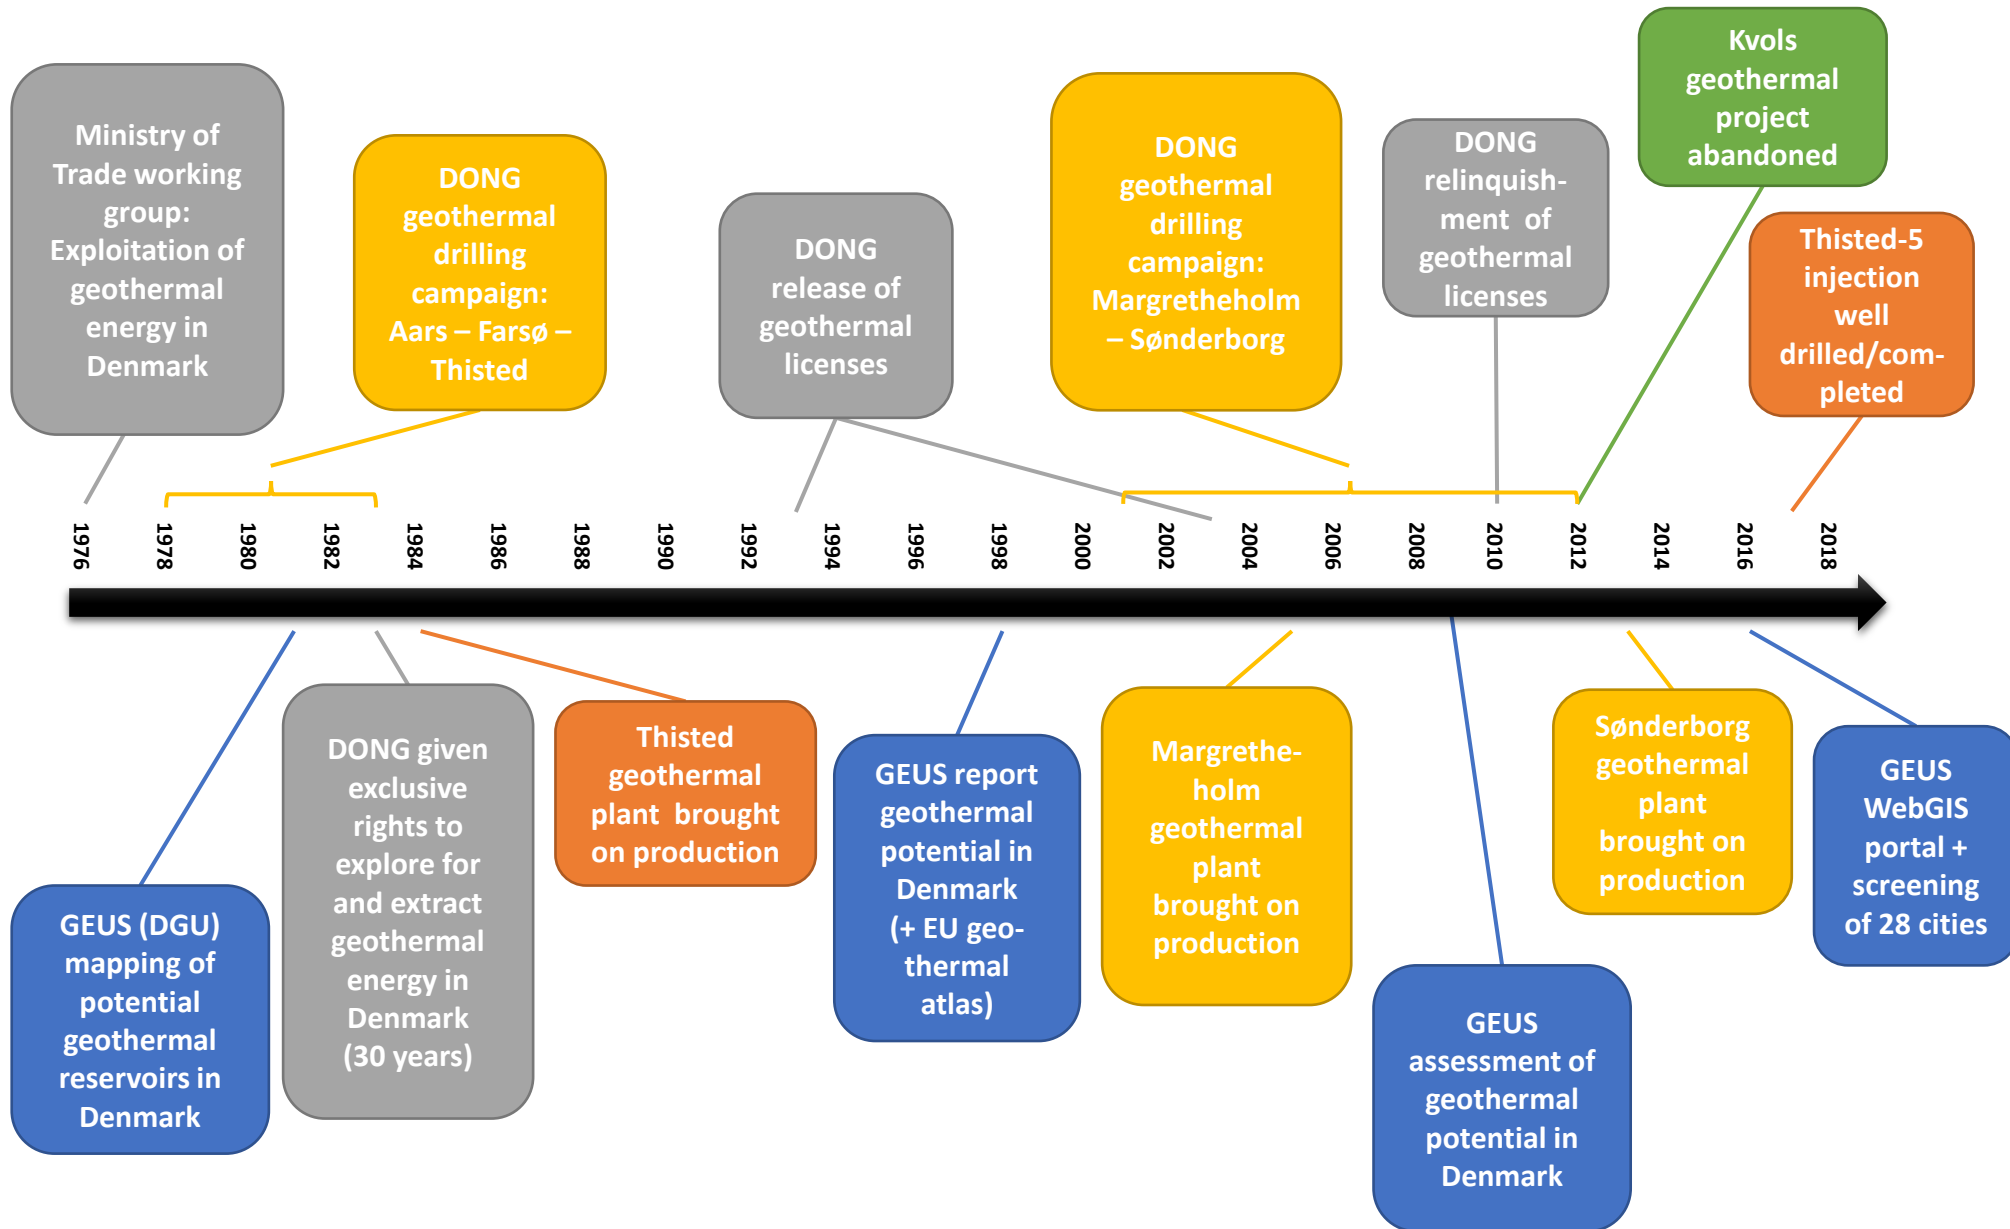 Ministry of
Trade working
group:
Exploitation of
geothermal
energy in
Denmark
DONG
geothermal
drilling
campaign:
Aars – Farsø –
Thisted
DONG
release of
geothermal
licenses
DONG
geothermal
drilling
campaign:
Margretheholm
– Sønderborg
DONG
relinquish-
ment of
geothermal
licenses
Kvols
geothermal
project
abandoned
Thisted-5
injection
well
drilled/com-
pleted
1976
1978
1980
1982
1984
1986
1988
1990
1992
1994
1996
1998
2000
2002
2004
2006
2008
2010
2012
2014
2016
2018
GEUS (DGU)
mapping of
potential
geothermal
reservoirs in
Denmark
DONG given
exclusive
rights to
explore for
and extract
geothermal
energy in
Denmark
(30 years)
Thisted
geothermal
plant brought
on production
GEUS report
geothermal
potential in
Denmark
(+ EU geo-
thermal
atlas)
Margrethe-
holm
geothermal
plant
brought on
production
GEUS
assessment of
geothermal
potential in
Denmark
Sønderborg
geothermal
plant
brought on
production
GEUS
WebGIS
portal +
screening
of 28 cities